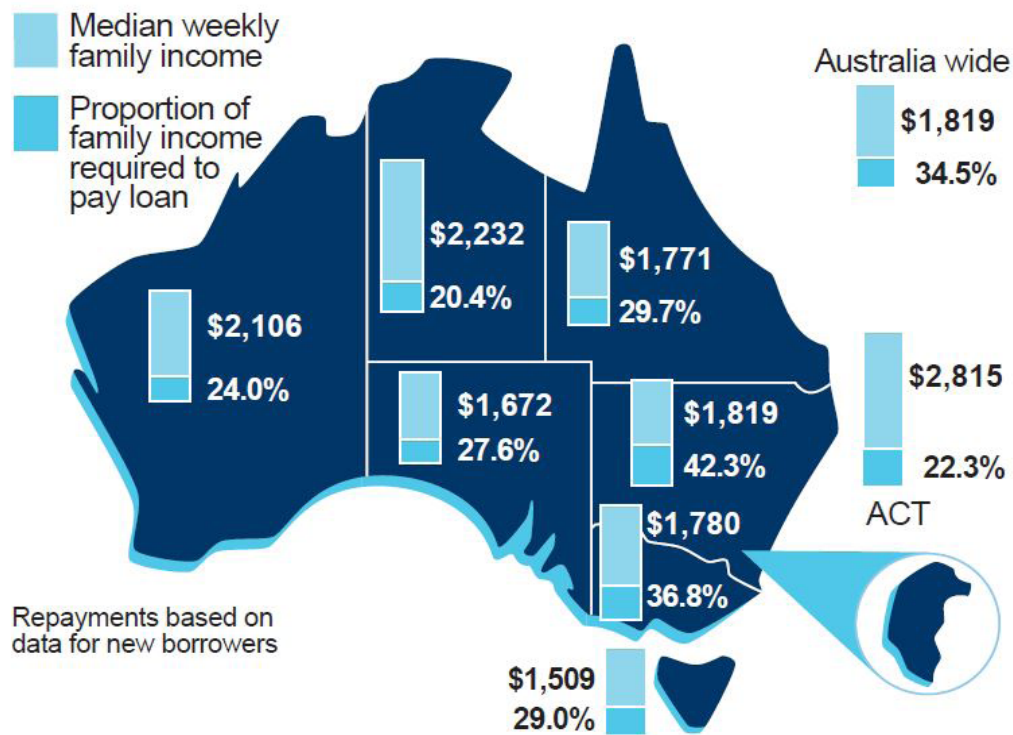 Median weekly
family income
Proportion of
family income
required to
pay loan
Australia wide
$1,819
34.5%
$2,232
20.4%
$1,771
29.7%
$2,106
24.0%
$1,672
27.6%
$1,819
42.3%
$2,815
22.3%
ACT
$1,780
36.8%
Repayments based on
data for new borrowers
$1,509
29.0%